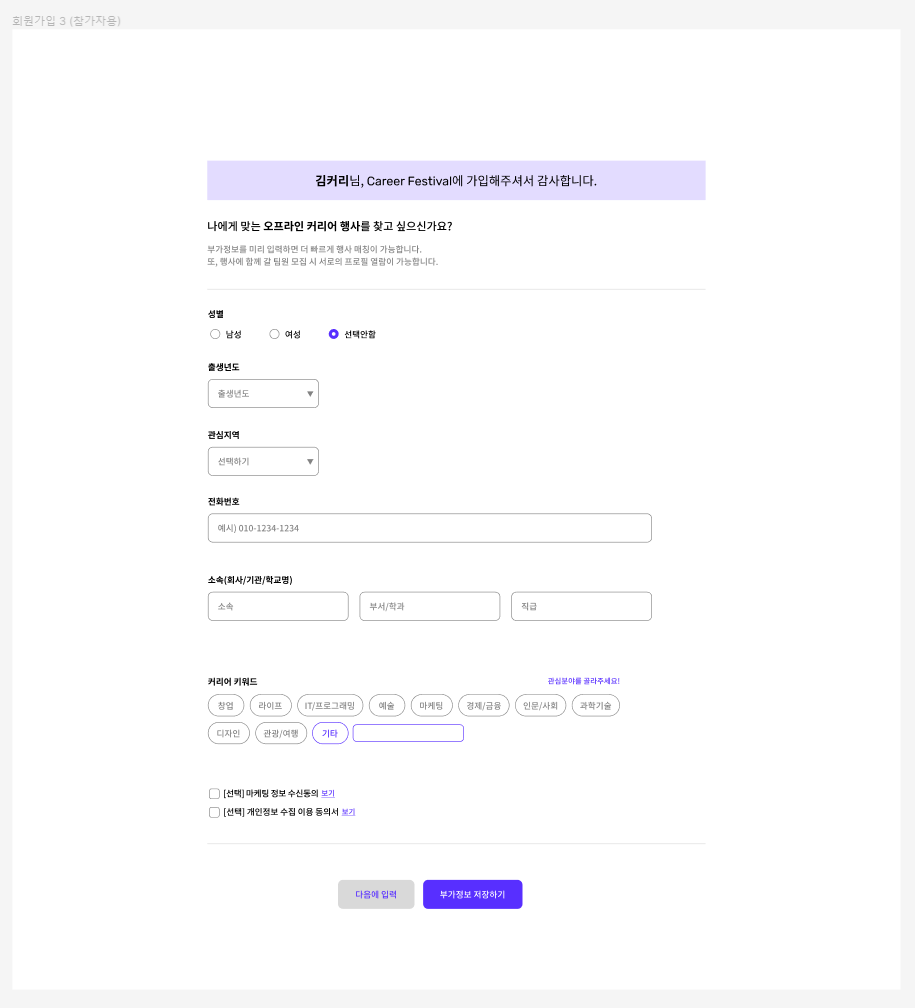 회원가입 3 (참가자용)
김커리님, Career Festival에 가입해주셔서 감사합니다.
나에게 맞는 오프라인 커리어 행사를 찾고 싶으신가요?
부가정보를 미리 입력하면 더 빠르게 행사 매칭이 가능합니다.
또, 행사에 함께 갈 팀원 모집 시 서로의 프로필 열람이 가능합니다.
성별
남성 여성 선택안함
출생년도
출생년도
관심지역
선택하기
전화번호
예시) 010-1234-1234
소속(회사/기관/학교명)
소속 부서/학과 직급
커리어 키워드 관심분야를 골라주세요!
창업 라이프 IT/프로그래밍 예술 마케팅 경제/금융 인문/사회 과학기술
디자인 관광/여행 기타
[선택] 마케팅 정보 수신동의 보기
[선택] 개인정보 수집 이용 동의서 보기
다음에 입력 부가정보 저장하기